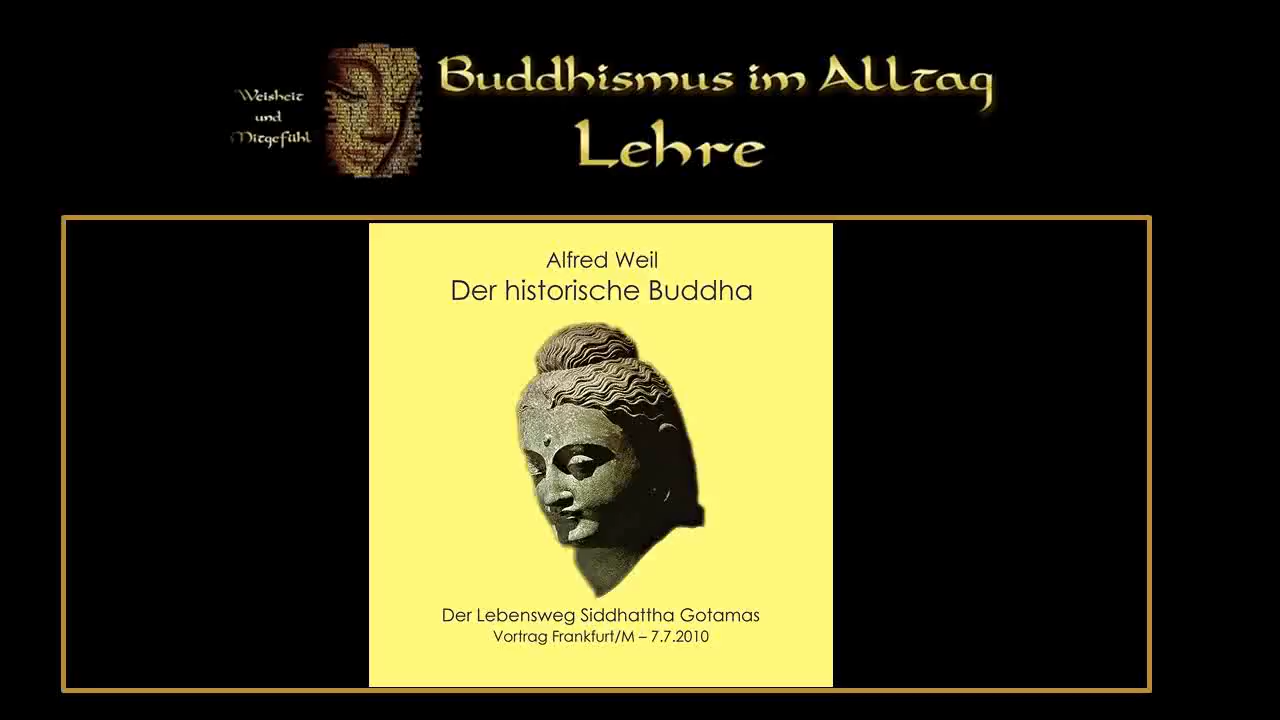 Weisheit
und
Mitgefühl
Buddhismus im Alltag
Lehre
Alfred Weil
Der historische Buddha
Der Lebensweg Siddhattha Gotamas
Vortrag Frankfurt/M – 7.7.2010